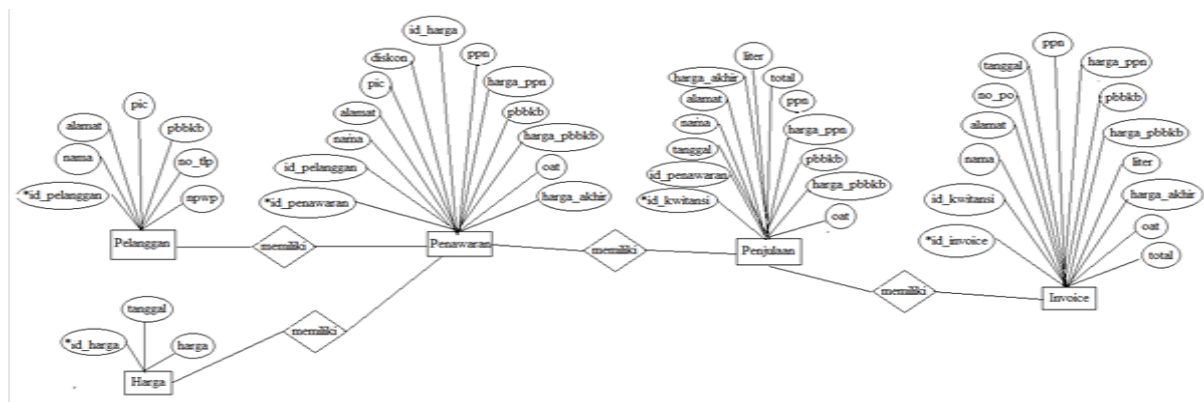 pic
alamat
pbbkb
nama
no_tlp
*id_pelanggan
npwp
Pelanggan
memiliki
id_harga
diskon
ppn
pic
harga_ppn
alamat
pbbkb
nama
harga_pbbkb
id_pelanggan
oat
*id_penawaran
harga_akhir
Penawaran
memiliki
liter
harga_akhir
total
alamat
ppn
nama
harga_ppn
tanggal
pbbkb
id_penawaran
harga_pbbkb
*id_kwitansi
oat
Penjulaan
memiliki
ppn
tanggal
harga_ppn
no_po
pbbkb
alamat
harga_pbbkb
nama
liter
id_kwitansi
harga_akhir
*id_invoice
oat
total
Invoice
tanggal
*id_harga
harga
Harga
memiliki